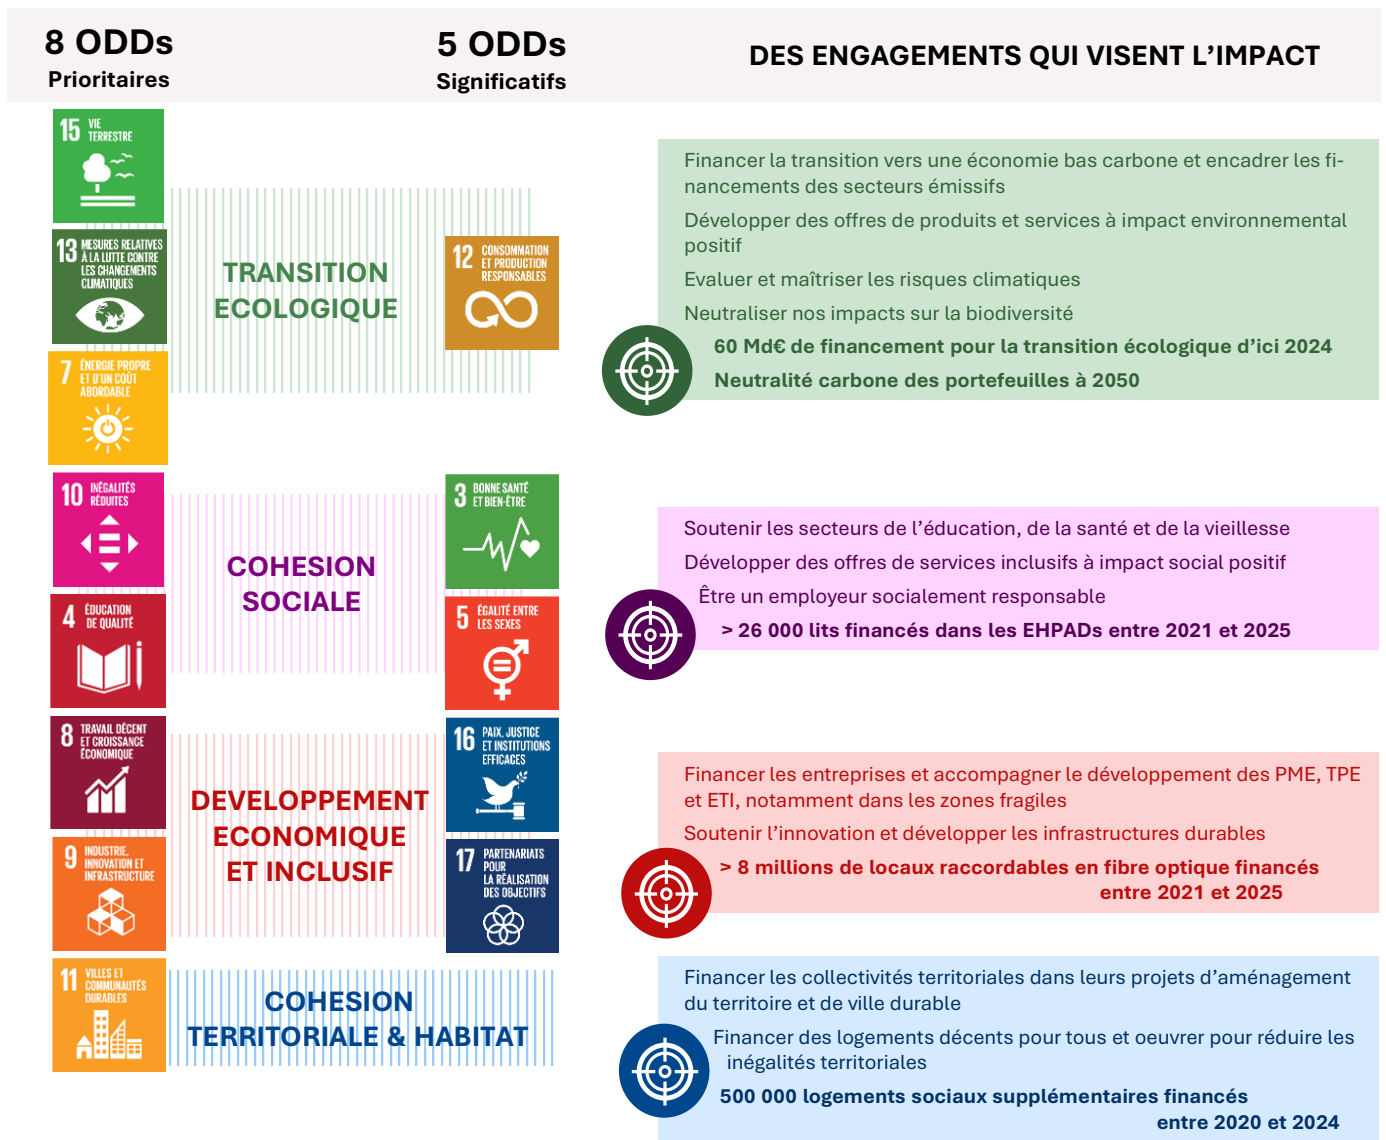 8 ODDs
Prioritaires
5 ODDs
Significatifs
DES ENGAGEMENTS QUI VISENT L’IMPACT
15 VIE
TERRESTRE
13 MESURES RELATIVES
À LA LUTTE CONTRE
LES CHANGEMENTS
CLIMATIQUES
7 ÉNERGIE PROPRE
ET D'UN COÛT
ABORDABLE
TRANSITION
ECOLOGIQUE
12 CONSOMMATION
ET PRODUCTION
RESPONSABLES
Financer la transition vers une économie bas carbone et encadrer les fi-
nancements des secteurs émissifs
Développer des offres de produits et services à impact environnemental
positif
Evaluer et maîtriser les risques climatiques
Neutraliser nos impacts sur la biodiversité
60 Md€ de financement pour la transition écologique d’ici 2024
Neutralité carbone des portefeuilles à 2050
10 INÉGALITÉS
RÉDUITES
4 ÉDUCATION
DE QUALITÉ
COHESION
SOCIALE
3 BONNE SANTÉ
ET BIEN-ÊTRE
5 ÉGALITÉ ENTRE
LES SEXES
Soutenir les secteurs de l’éducation, de la santé et de la vieillesse
Développer des offres de services inclusifs à impact social positif
Être un employeur socialement responsable
> 26 000 lits financés dans les EHPADs entre 2021 et 2025
8 TRAVAIL DÉCENT
ET CROISSANCE
ÉCONOMIQUE
9 INDUSTRIE,
INNOVATION ET
INFRASTRUCTURE
DEVELOPPEMENT
ECONOMIQUE
ET INCLUSIF
16 PAIX, JUSTICE
ET INSTITUTIONS
EFFICACES
17 PARTENARIATS
POUR
LA RÉALISATION
DES OBJECTIFS
Financer les entreprises et accompagner le développement des PME, TPE
et ETI, notamment dans les zones fragiles
Soutenir l’innovation et développer les infrastructures durables
> 8 millions de locaux raccordables en fibre optique financés
entre 2021 et 2025
11 VILLES ET
COMMUNAUTÉS
DURABLES
COHESION
TERRITORIALE & HABITAT
Financer les collectivités territoriales dans leurs projets d’aménagement
du territoire et de ville durable
Financer des logements décents pour tous et oeuvrer pour réduire les
inégalités territoriales
500 000 logements sociaux supplémentaires financés
entre 2020 et 2024